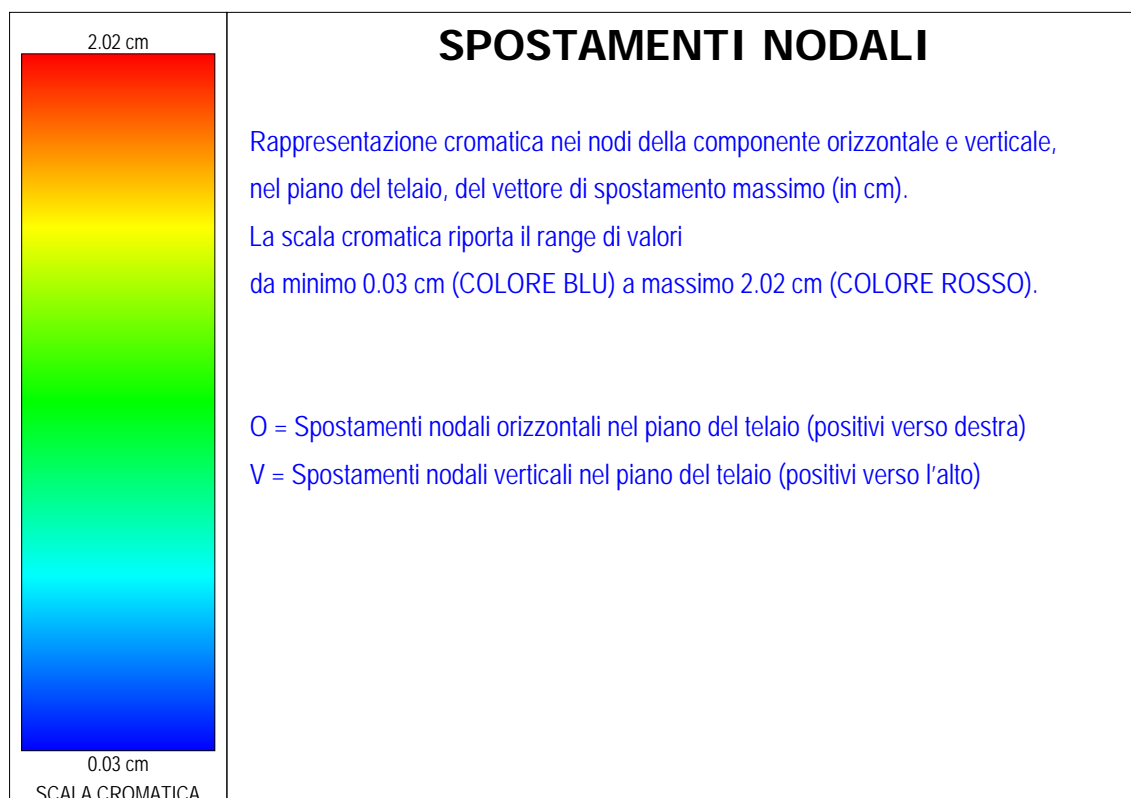 2.02 cm
0.03 cm
SCALA CROMATICA
SPOSTAMENTI NODALI
Rappresentazione cromatica nei nodi della componente orizzontale e verticale,
nel piano del telaio, del vettore di spostamento massimo (in cm).
La scala cromatica riporta il range di valori
da minimo 0.03 cm (COLORE BLU) a massimo 2.02 cm (COLORE ROSSO).
O = Spostamenti nodali orizzontali nel piano del telaio (positivi verso destra)
V = Spostamenti nodali verticali nel piano del telaio (positivi verso l'alto)